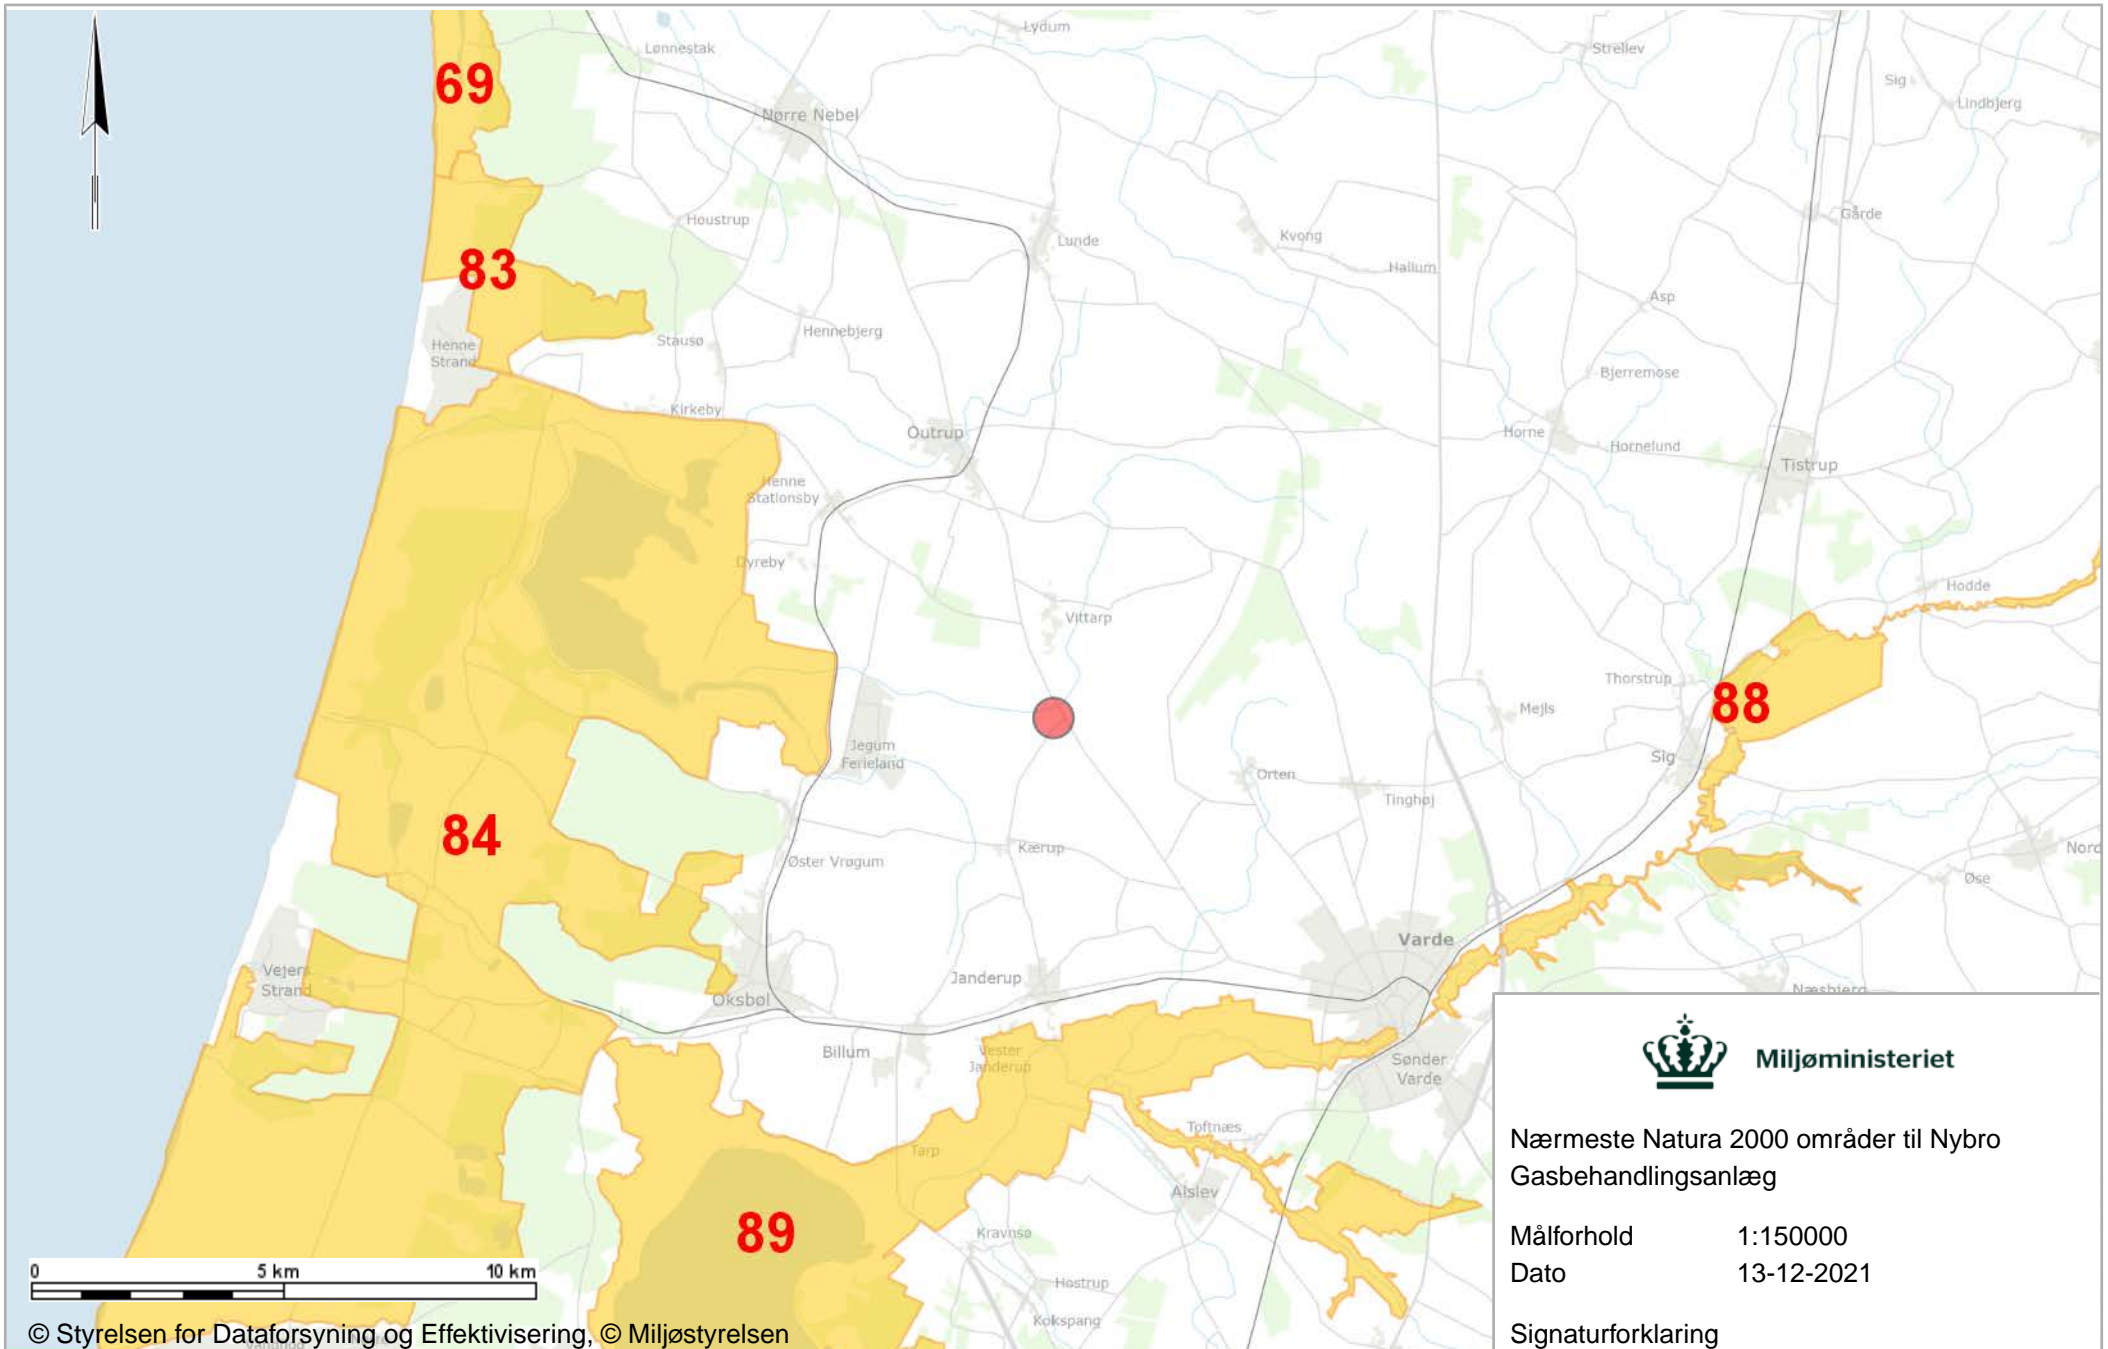 Lydum
Lønnestak
Strellev
69
Sig
Lindbjerg
Nørre Nebel
Houstrup
Gårde
Kvong
Lunde
83
Hallum
Asp
Hennebjerg
Stausø
Henne
Strand
Bjerremose
Kirkeby
Outrup
Horne
Hornelund
Tistrup
Henne
Stationsby
Dyreby
Hodde
Vittarp
Thorstrup
88
Mejls
Jegum
Ferieland
Sig
Orten
Tinghøj
84
Kærup
Nord
Øster Vrøgum
Øse
Varde
Vejers
Strand
Janderup
Oksbøl
Næsbjerg
Billum
Vester
Janderup
Sønder
Varde
Toftnæs
Tarp
Alslev
89
Kravnsø
Hostrup
Kokspang
Miljøministeriet
Nærmeste Natura 2000 områder til Nybro
Gasbehandlingsanlæg
Målforhold 1:150000
Dato 13-12-2021
Signaturforklaring
0 5 km 10 km
© Styrelsen for Dataforsyning og Effektivisering, © Miljøstyrelsen